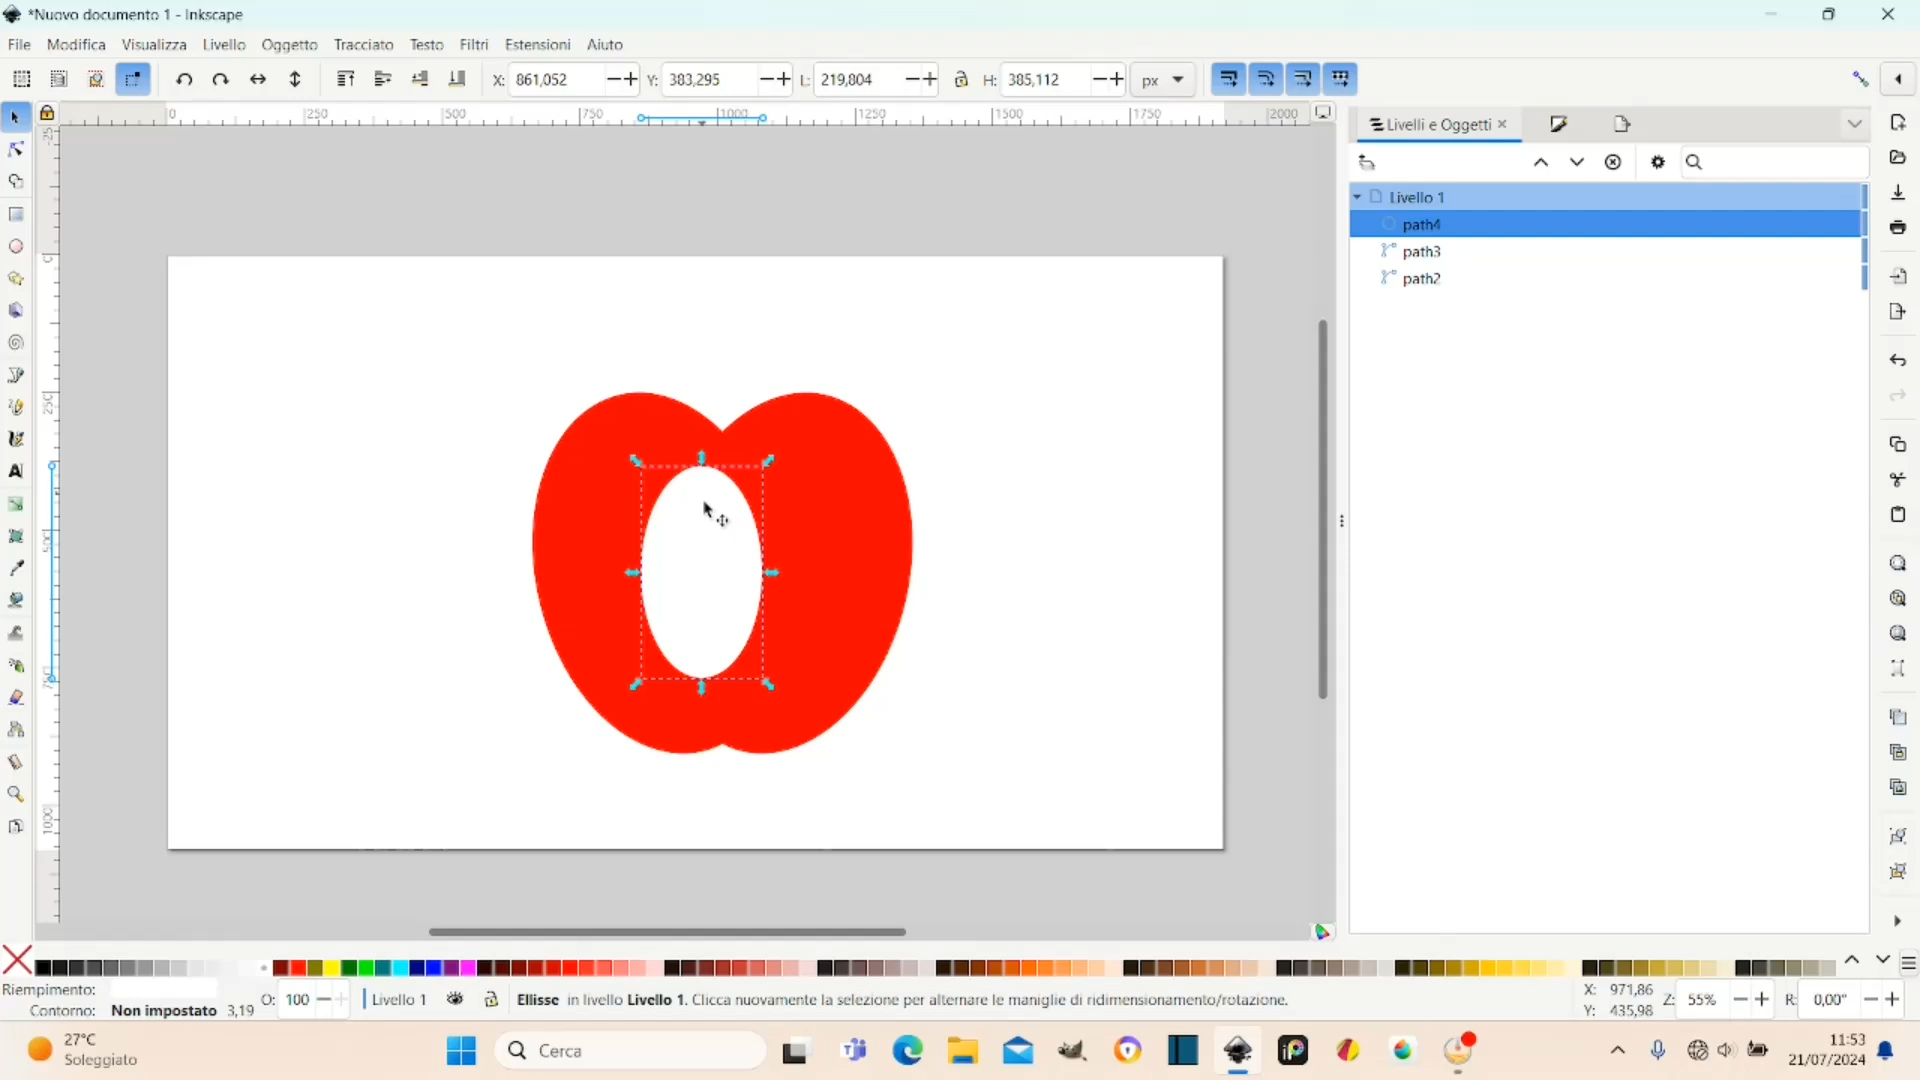 *Nuovo documento 1 - Inkscape
File Modifica Visualizza Livello Oggetto Tracciato Testo Filtri Estensioni Aiuto
X: 861,052 Y: 383,295 L: 219,804 H: 385,112 px
0 250 500 750 1000 1250 1500 1750 2000
Livelli e Oggetti
Livello 1
path4
path3
path2
Riempimento:
Contorno: Non impostato 3,19
O: 100
Livello 1
Ellisse in livello Livello 1. Clicca nuovamente la selezione per alternare le maniglie di ridimensionamento/rotazione.
X: 971,86
Y: 435,98
Z: 55%
R: 0,00°
27°C
Soleggiato
Cerca
11:53
21/07/2024